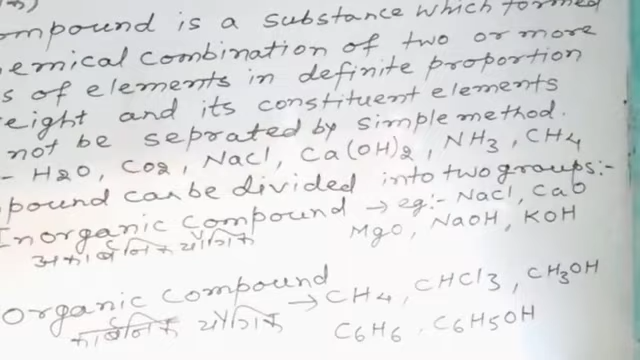 ompound is a substance which formed
emical combination of two or more
s of elements in definite proportion
eight and its constituent elements
not be seprated by simple method.
- H2O, CO2, NaCl, Ca(OH)2, NH3, CH4
pound can be divided into two groups:-
Inorganic compound → eg:- NaCl, CaO
अकार्बनिक यौगिक MgO, NaOH, KOH
organic compound → CH4, CHCl3, CH3OH
कार्बनिक यौगिक C6H6, C6H5OH